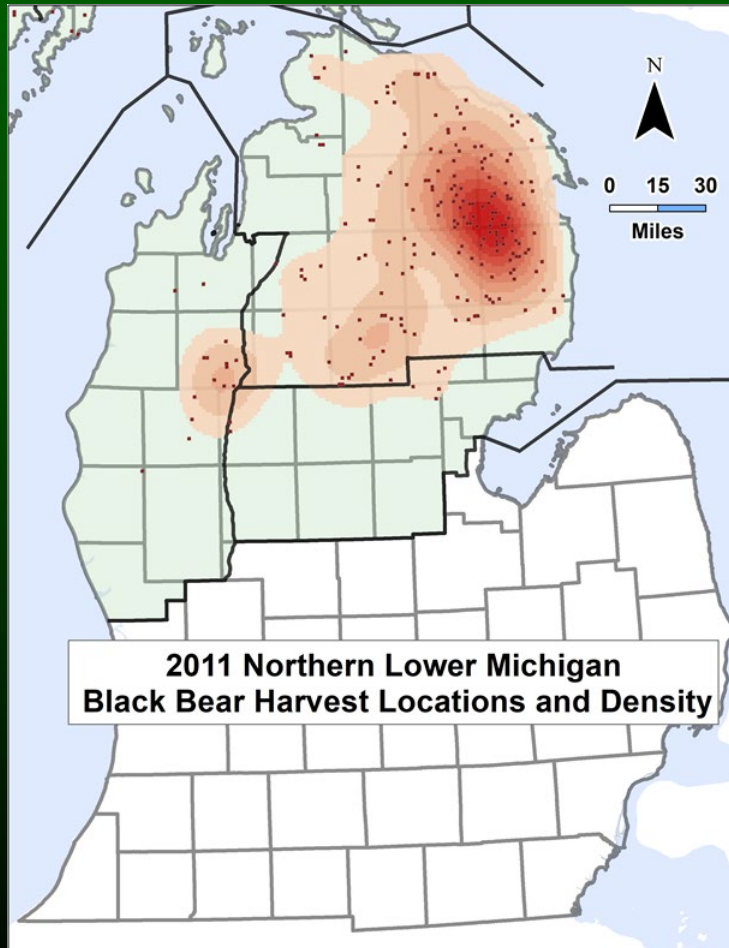 N
0 15 30
Miles
2011 Northern Lower Michigan
Black Bear Harvest Locations and Density